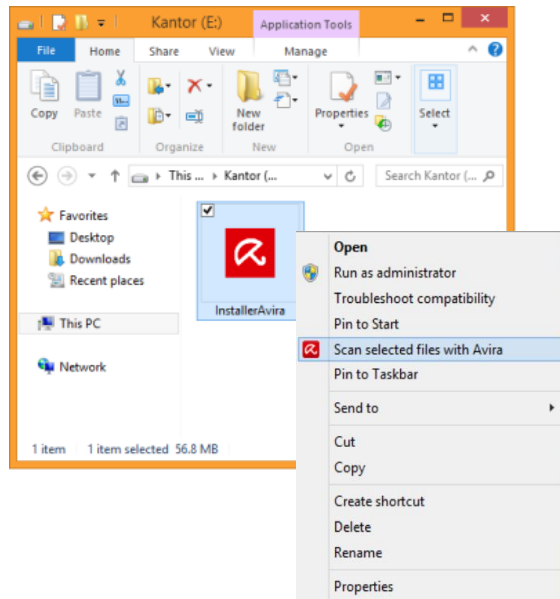 Kantor (E:)
Application Tools
File
Home
Share
View
Manage
Copy
Paste
New folder
Properties
Select
Clipboard
Organize
New
Open
This ...
Kantor (...
Search Kantor (...
Favorites
Desktop
Downloads
Recent places
This PC
Network
InstallerAvira
Open
Run as administrator
Troubleshoot compatibility
Pin to Start
Scan selected files with Avira
Pin to Taskbar
Send to
Cut
Copy
Create shortcut
Delete
Rename
Properties
1 item
1 item selected 56.8 MB